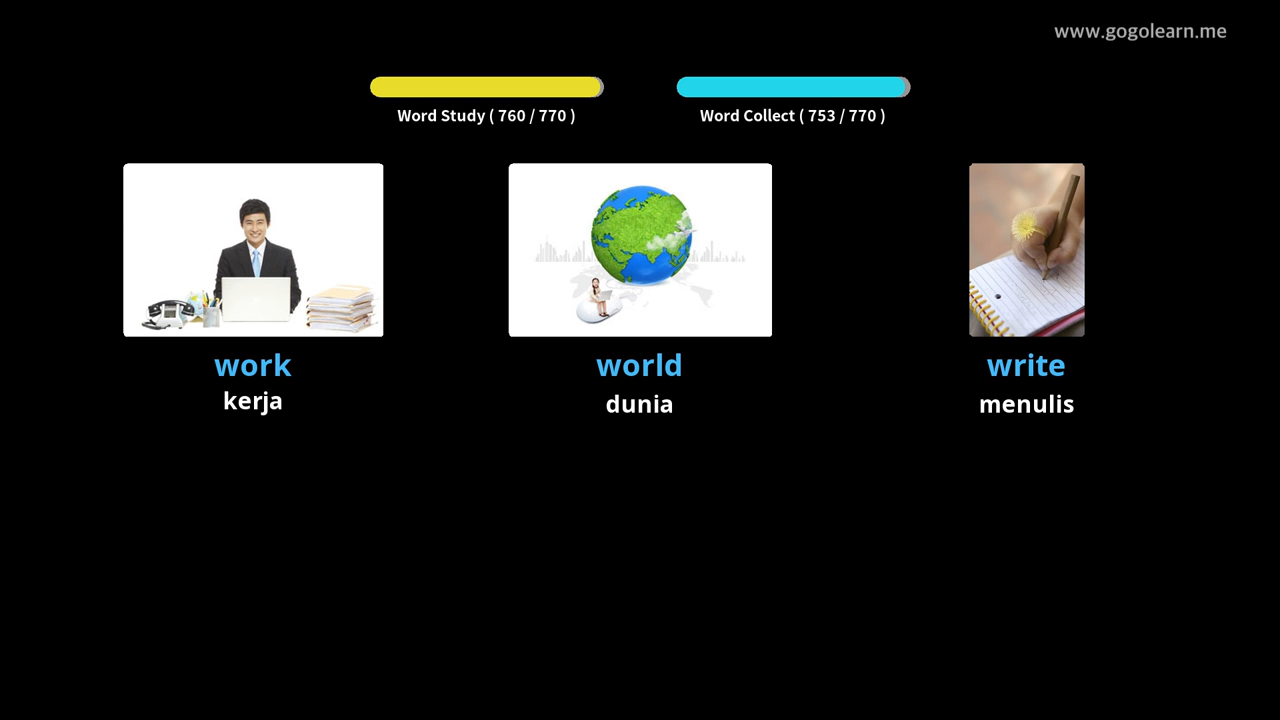 www.gogolearn.me
Word Study ( 760 / 770 )
Word Collect ( 753 / 770 )
work
kerja
world
dunia
write
menulis